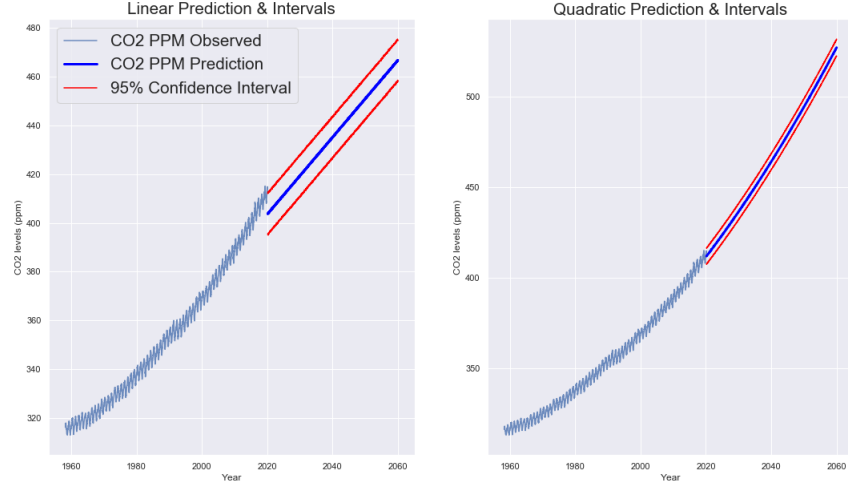 Linear Prediction & Intervals
480
460
440
420
400
380
360
340
320
CO2 levels (ppm)
CO2 PPM Observed
CO2 PPM Prediction
95% Confidence Interval
1960 1980 2000 2020 2040 2060
Year
Quadratic Prediction & Intervals
500
450
400
350
CO2 levels (ppm)
1960 1980 2000 2020 2040 2060
Year